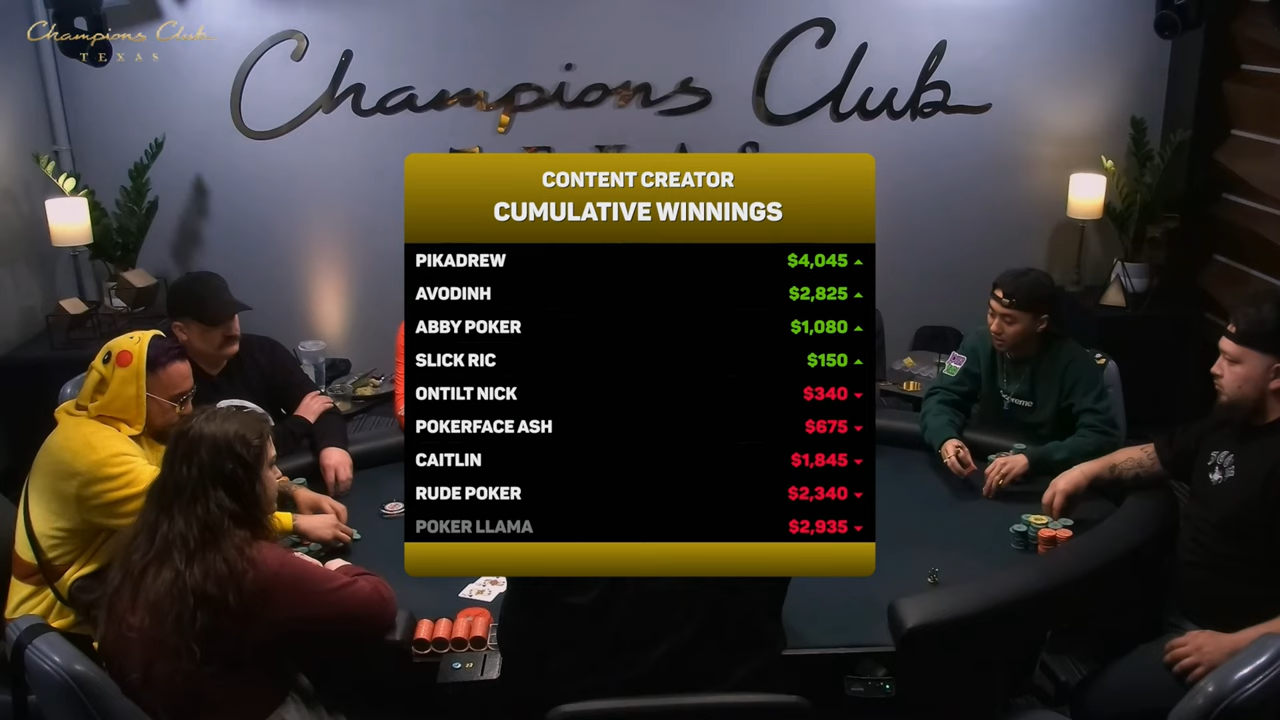 Champions Club
TEXAS
Champions Club
TEXAS
CONTENT CREATOR
CUMULATIVE WINNINGS
PIKADREW $4,045
AVODINH $2,825
ABBY POKER $1,080
SLICK RIC $150
ONTILT NICK $340
POKERFACE ASH $675
CAITLIN $1,845
RUDE POKER $2,340
POKER LLAMA $2,935